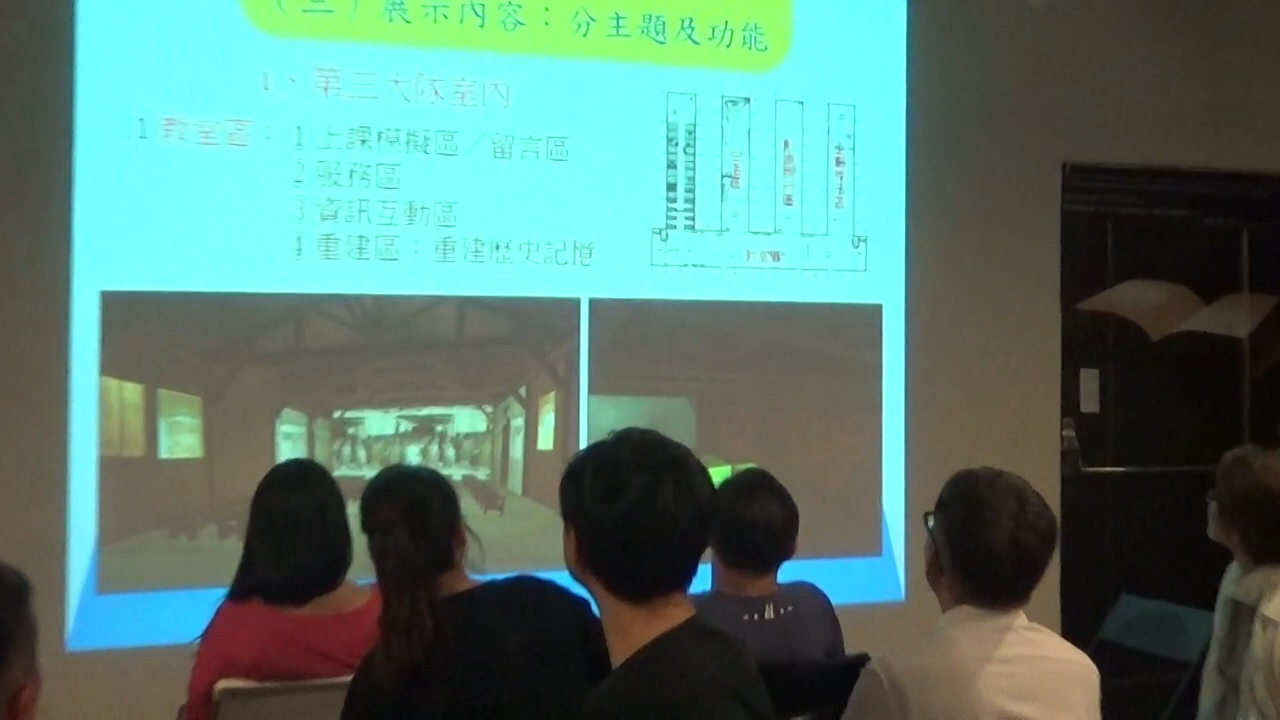 （二）展示內容：分主題及功能
1、第三大隊室內
1教室區：1上課模擬區／留言區
2服務區
3資訊互動區
4重建區：重建歷史記憶